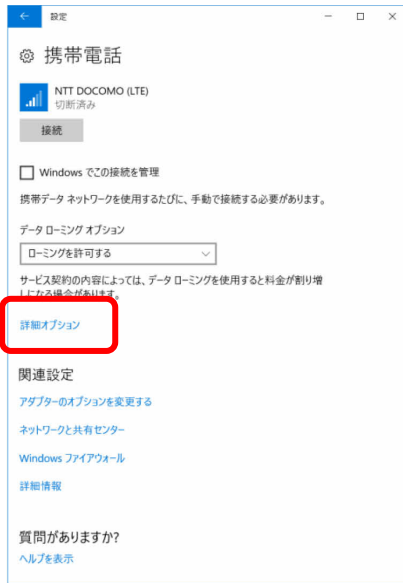 設定
携帯電話
NTT DOCOMO (LTE)
切断済み
接続
Windows でこの接続を管理
携帯データ ネットワークを使用するたびに、手動で接続する必要があります。
データ ローミング オプション
ローミングを許可する
サービス契約の内容によっては、データ ローミングを使用すると料金が割り増
しになる場合があります。
詳細オプション
関連設定
アダプターのオプションを変更する
ネットワークと共有センター
Windows ファイアウォール
詳細情報
質問がありますか?
ヘルプを表示